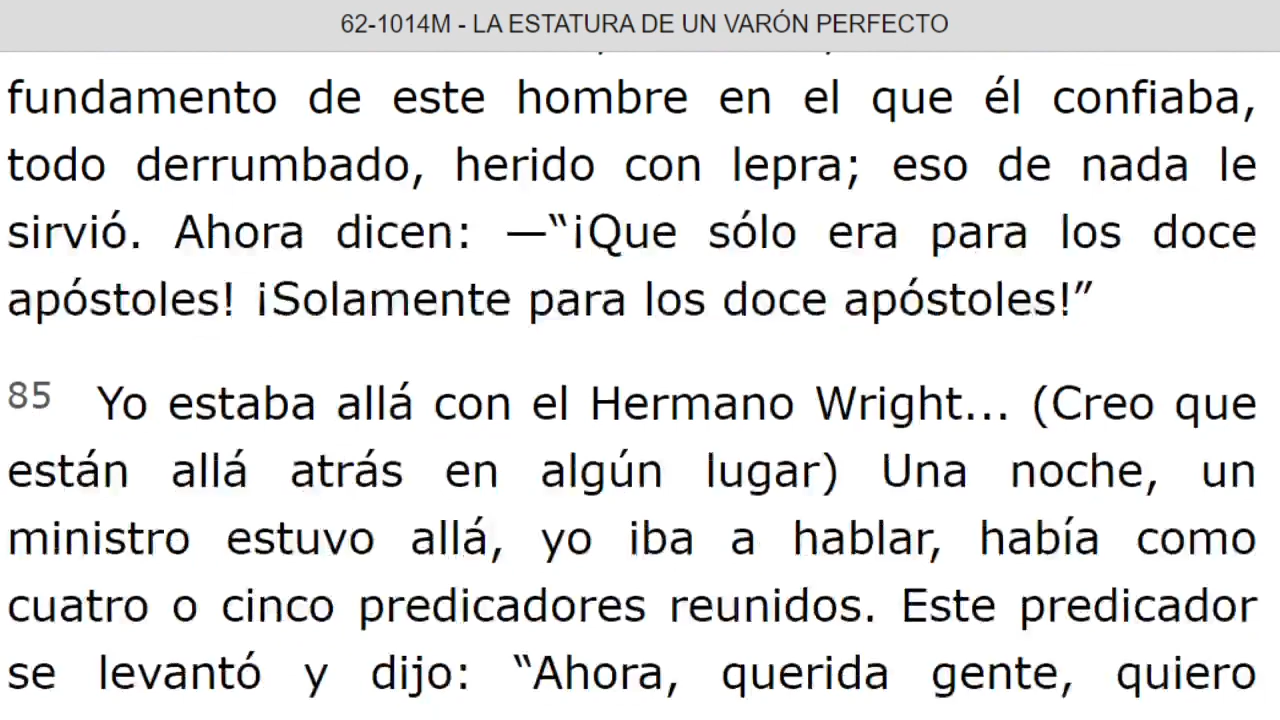 62-1014M - LA ESTATURA DE UN VARÓN PERFECTO
fundamento de este hombre en el que él confiaba,
todo derrumbado, herido con lepra; eso de nada le
sirvió. Ahora dicen: —“¡Que sólo era para los doce
apóstoles! ¡Solamente para los doce apóstoles!”
85 Yo estaba allá con el Hermano Wright... (Creo que
están allá atrás en algún lugar) Una noche, un
ministro estuvo allá, yo iba a hablar, había como
cuatro o cinco predicadores reunidos. Este predicador
se levantó y dijo: “Ahora, querida gente, quiero